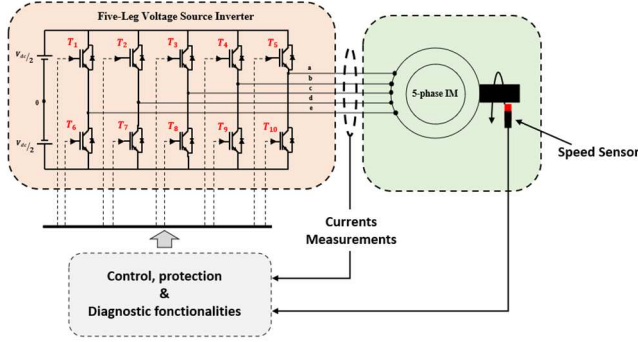 Five-Leg Voltage Source Inverter
T1 T2 T3 T4 T5
Vdc/2
0
Vdc/2
T6 T7 T8 T9 T10
a
b
c
d
e
5-phase IM
Speed Sensor
Currents
Measurements
Control, protection
&
Diagnostic fonctionalities